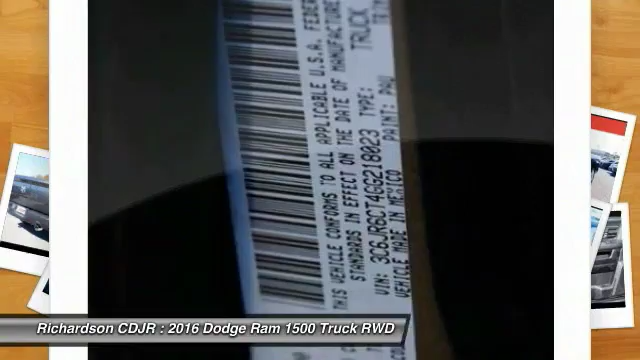 THIS VEHICLE CONFORMS TO ALL APPLICABLE U.S.A. FEDER
STANDARDS IN EFFECT ON THE DATE OF MANUFACTURE
VIN: 3C6JR6CT4GG218023 TYPE: TRUCK
VEHICLE MADE IN MEXICO PAINT: PAU
Richardson CDJR : 2016 Dodge Ram 1500 Truck RWD